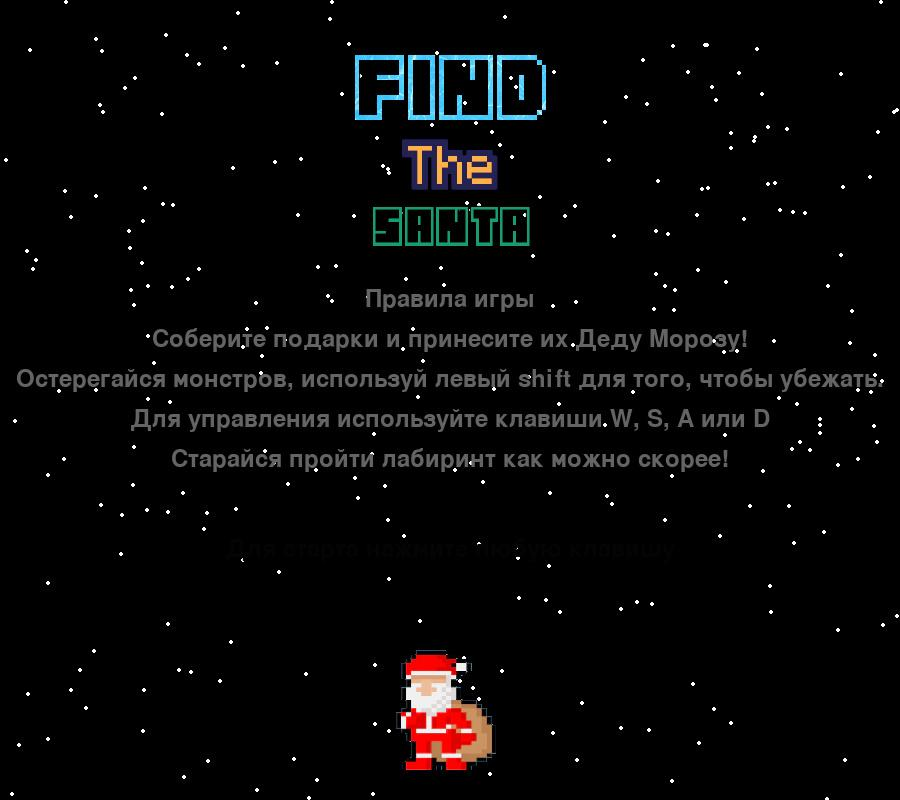 FIND
The
SANTA
Правила игры
Соберите подарки и принесите их Деду Морозу!
Остерегайся монстров, используй левый shift для того, чтобы убежать.
Для управления используйте клавиши W, S, A или D
Старайся пройти лабиринт как можно скорее!
Для старта нажмите любую клавишу